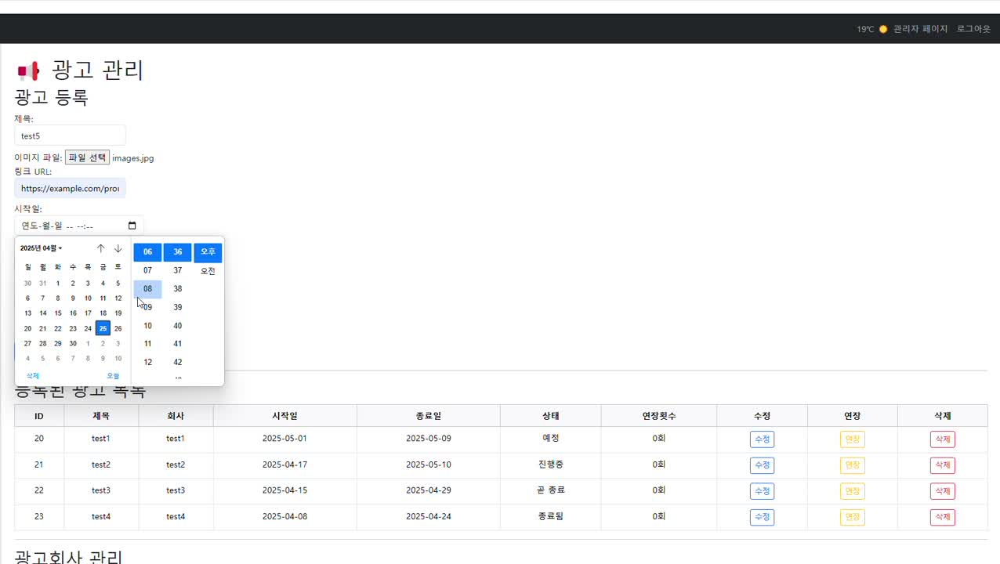 19℃ 관리자 페이지 로그아웃
광고 관리
광고 등록
제목:
test5
이미지 파일: 파일 선택 images.jpg
링크 URL:
https://example.com/pro
시작일:
연도-월-일 -- --:--
2025년 04월
일 월 화 수 목 금 토
30 31 1 2 3 4 5
6 7 8 9 10 11 12
13 14 15 16 17 18 19
20 21 22 23 24 25 26
27 28 29 30 1 2 3
4 5 6 7 8 9 10
삭제 오늘
06 36 오후
07 37 오전
08 38
09 39
10 40
11 41
12 42
등록된 광고 목록
ID 제목 회사 시작일 종료일 상태 연장횟수 수정 연장 삭제
20 test1 test1 2025-05-01 2025-05-09 예정 0회 수정 연장 삭제
21 test2 test2 2025-04-17 2025-05-10 진행중 0회 수정 연장 삭제
22 test3 test3 2025-04-15 2025-04-29 곧 종료 0회 수정 연장 삭제
23 test4 test4 2025-04-08 2025-04-24 종료됨 0회 수정 연장 삭제
광고회사 관리